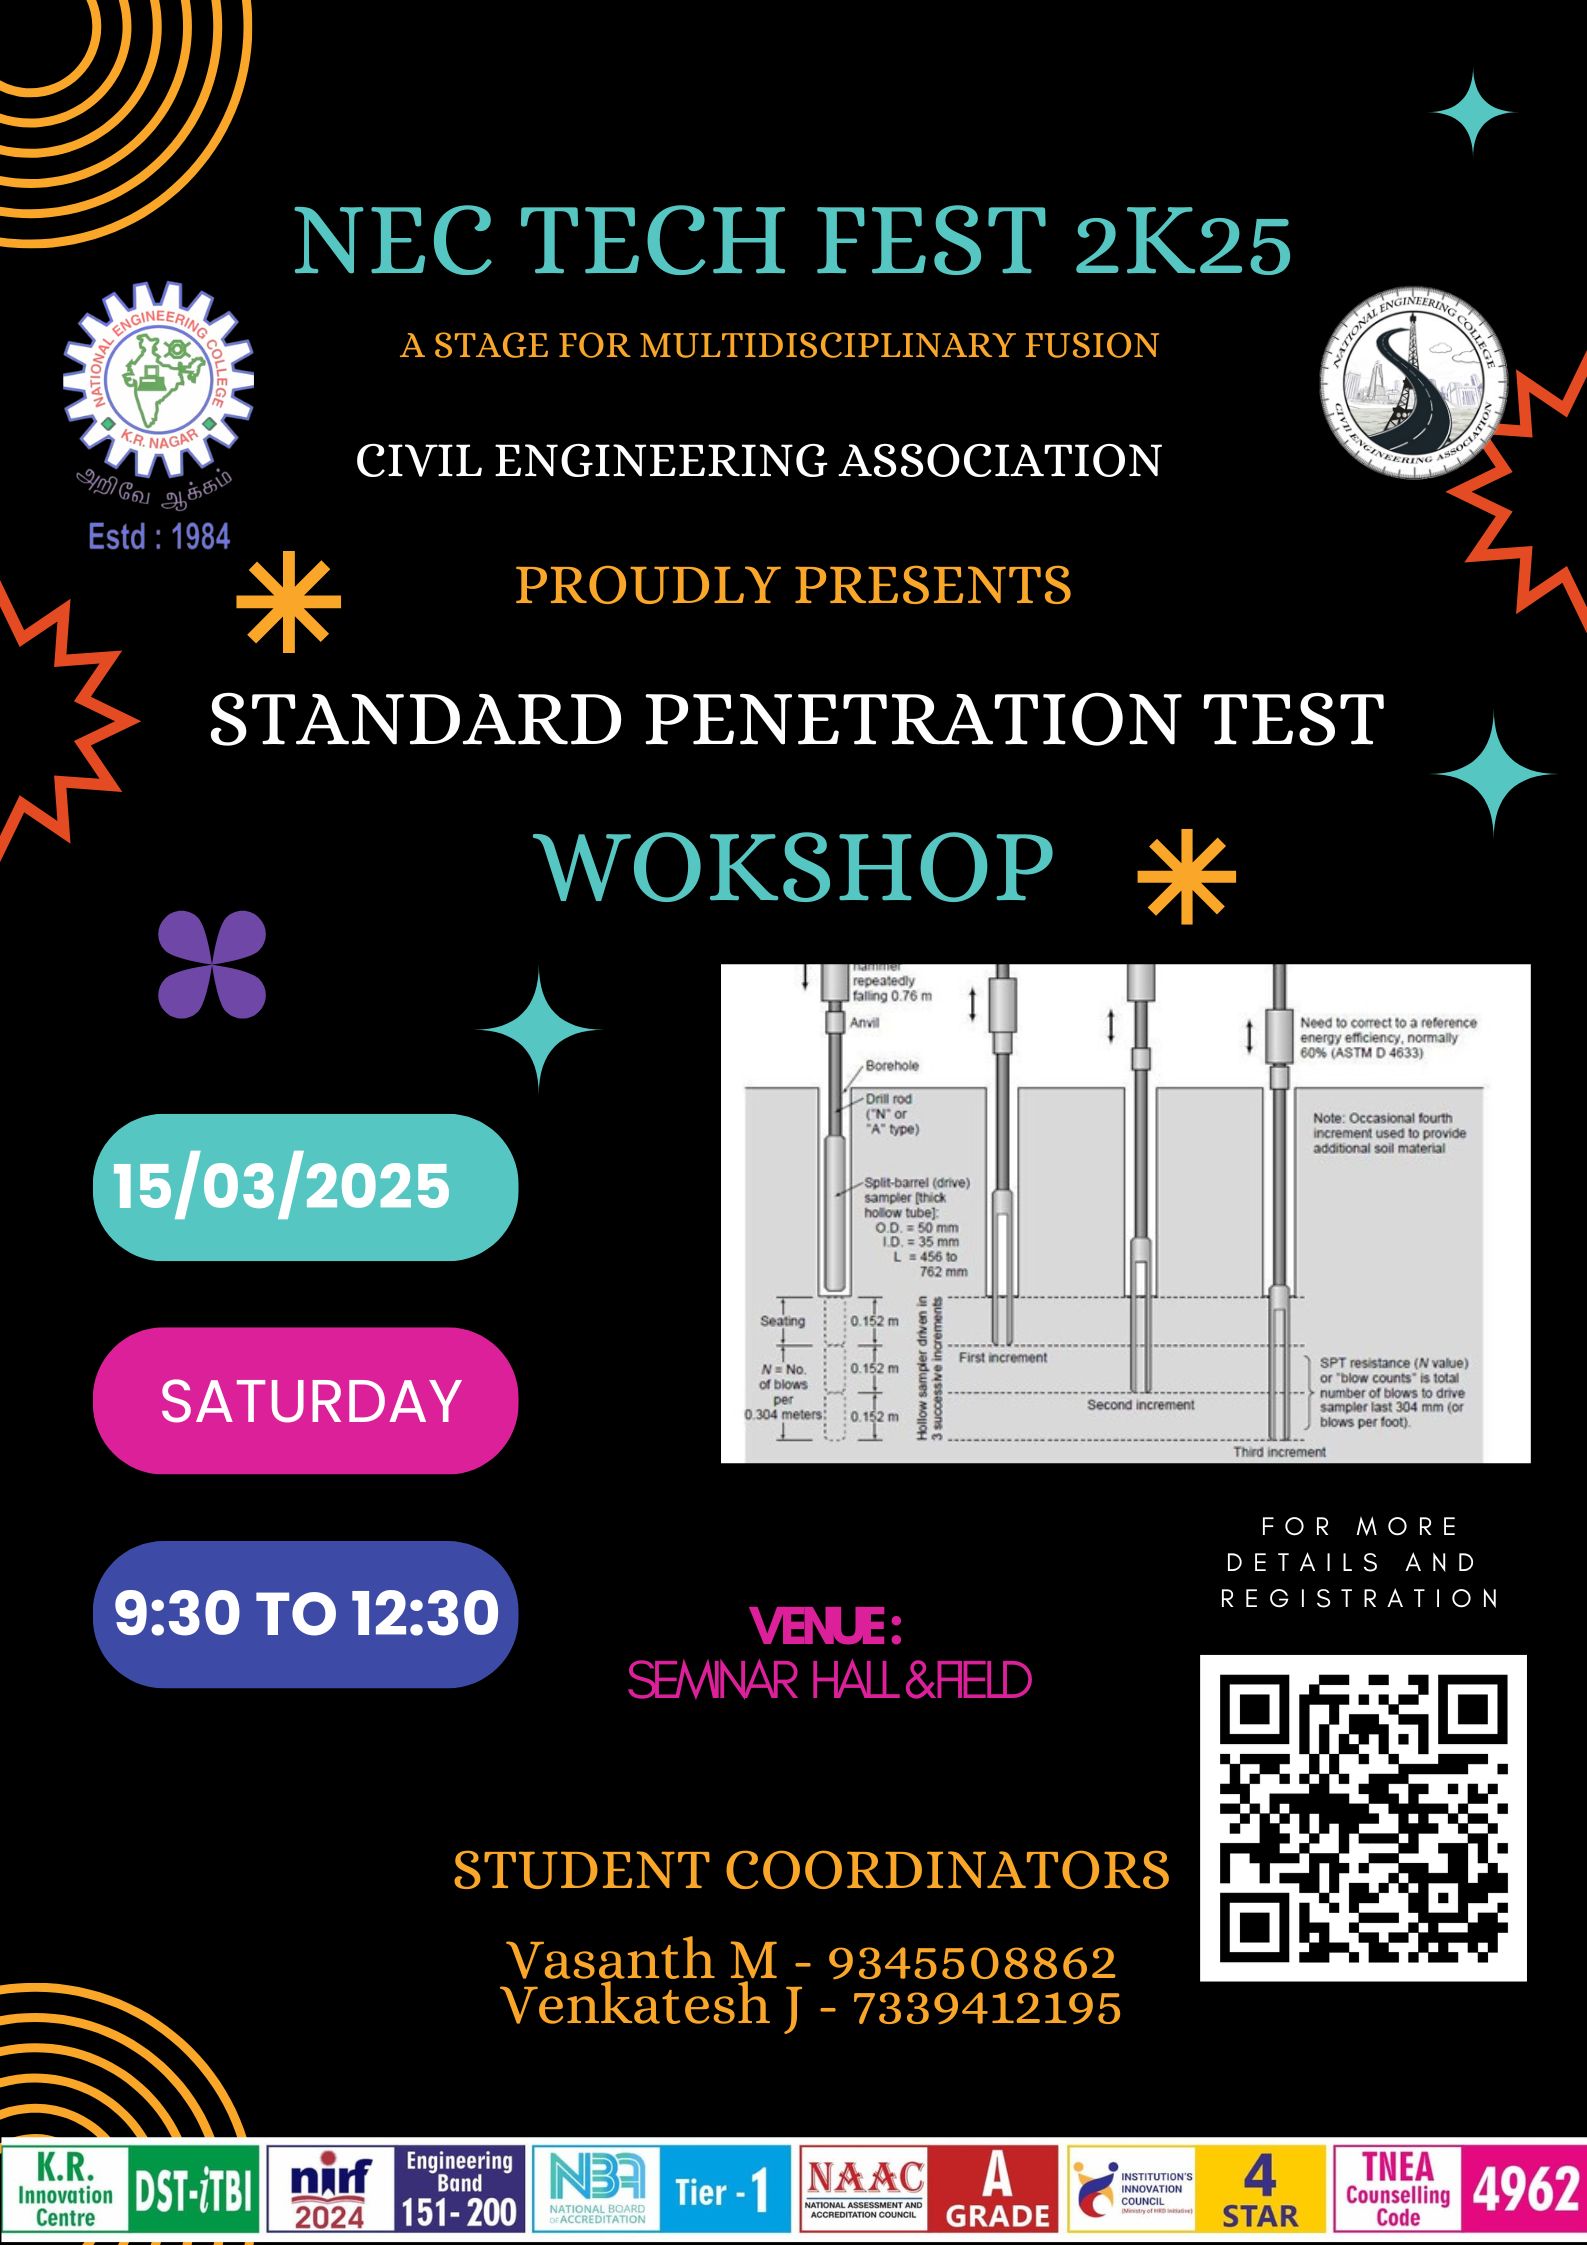 NEC TECH FEST 2K25
A STAGE FOR MULTIDISCIPLINARY FUSION
NATIONAL ENGINEERING COLLEGE
K.R. NAGAR
அறிவே ஆக்கம்
Estd : 1984
NATIONAL ENGINEERING COLLEGE
CIVIL ENGINEERING ASSOCIATION
CIVIL ENGINEERING ASSOCIATION
PROUDLY PRESENTS
STANDARD PENETRATION TEST
WOKSHOP
15/03/2025
SATURDAY
9:30 TO 12:30
hammer
repeatedly
falling 0.76 m
Anvil
Borehole
Drill rod
("N" or
"A" type)
Split-barrel (drive)
sampler [thick
hollow tube]:
O.D. = 50 mm
I.D. = 35 mm
L = 456 to
762 mm
Need to correct to a reference
energy efficiency, normally
60% (ASTM D 4633)
Note: Occasional fourth
increment used to provide
additional soil material
Seating
0.152 m
N = No.
of blows
per
0.304 meters
0.152 m
0.152 m
Hollow sampler driven in
3 successive increments
First increment
Second increment
Third increment
SPT resistance (N value)
or "blow counts" is total
number of blows to drive
sampler last 304 mm (or
blows per foot).
FOR MORE
DETAILS AND
REGISTRATION
VENUE :
SEMINAR HALL &FIELD
STUDENT COORDINATORS
Vasanth M - 9345508862
Venkatesh J - 7339412195
K.R.
Innovation
Centre
DST-iTBI
nirf
2024
Engineering
Band
151- 200
NBA
NATIONAL BOARD
OF ACCREDITATION
Tier - 1
NAAC
NATIONAL ASSESSMENT AND
ACCREDITATION COUNCIL
A
GRADE
INSTITUTION'S
INNOVATION
COUNCIL
(Ministry of HRD Initiative)
4
STAR
TNEA
Counselling
Code
4962